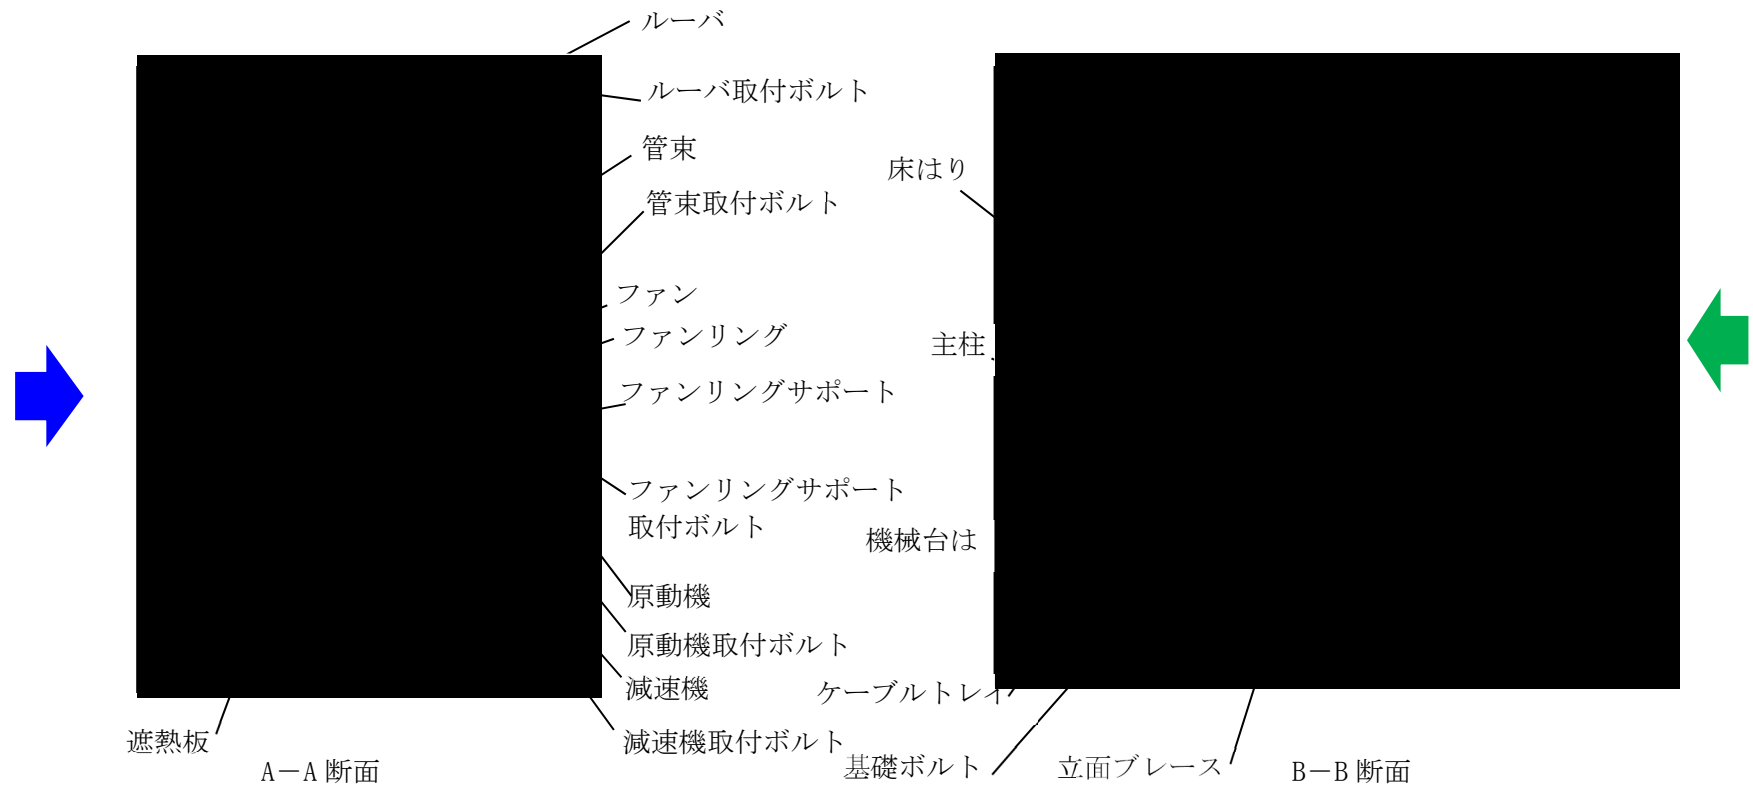 ルーバ
ルーバ取付ボルト
管束
管束取付ボルト
ファン
ファンリング
ファンリングサポート
ファンリングサポート
取付ボルト
原動機
原動機取付ボルト
減速機
減速機取付ボルト
遮熱板
A－A断面
床はり
主柱
機械台は
ケーブルトレイ
基礎ボルト
立面ブレース
B－B断面